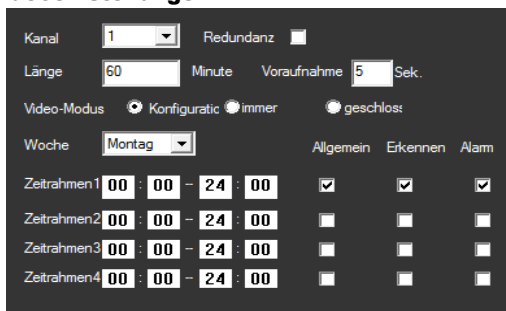 Kanal 1 Redundanz
Länge 60 Minute Voraufnahme 5 Sek.
Video-Modus Konfiguratic immer geschlos:
Woche Montag Allgemein Erkennen Alarm
Zeitrahmen1 00 : 00 - 24 : 00
Zeitrahmen2 00 : 00 - 24 : 00
Zeitrahmen3 00 : 00 - 24 : 00
Zeitrahmen4 00 : 00 - 24 : 00